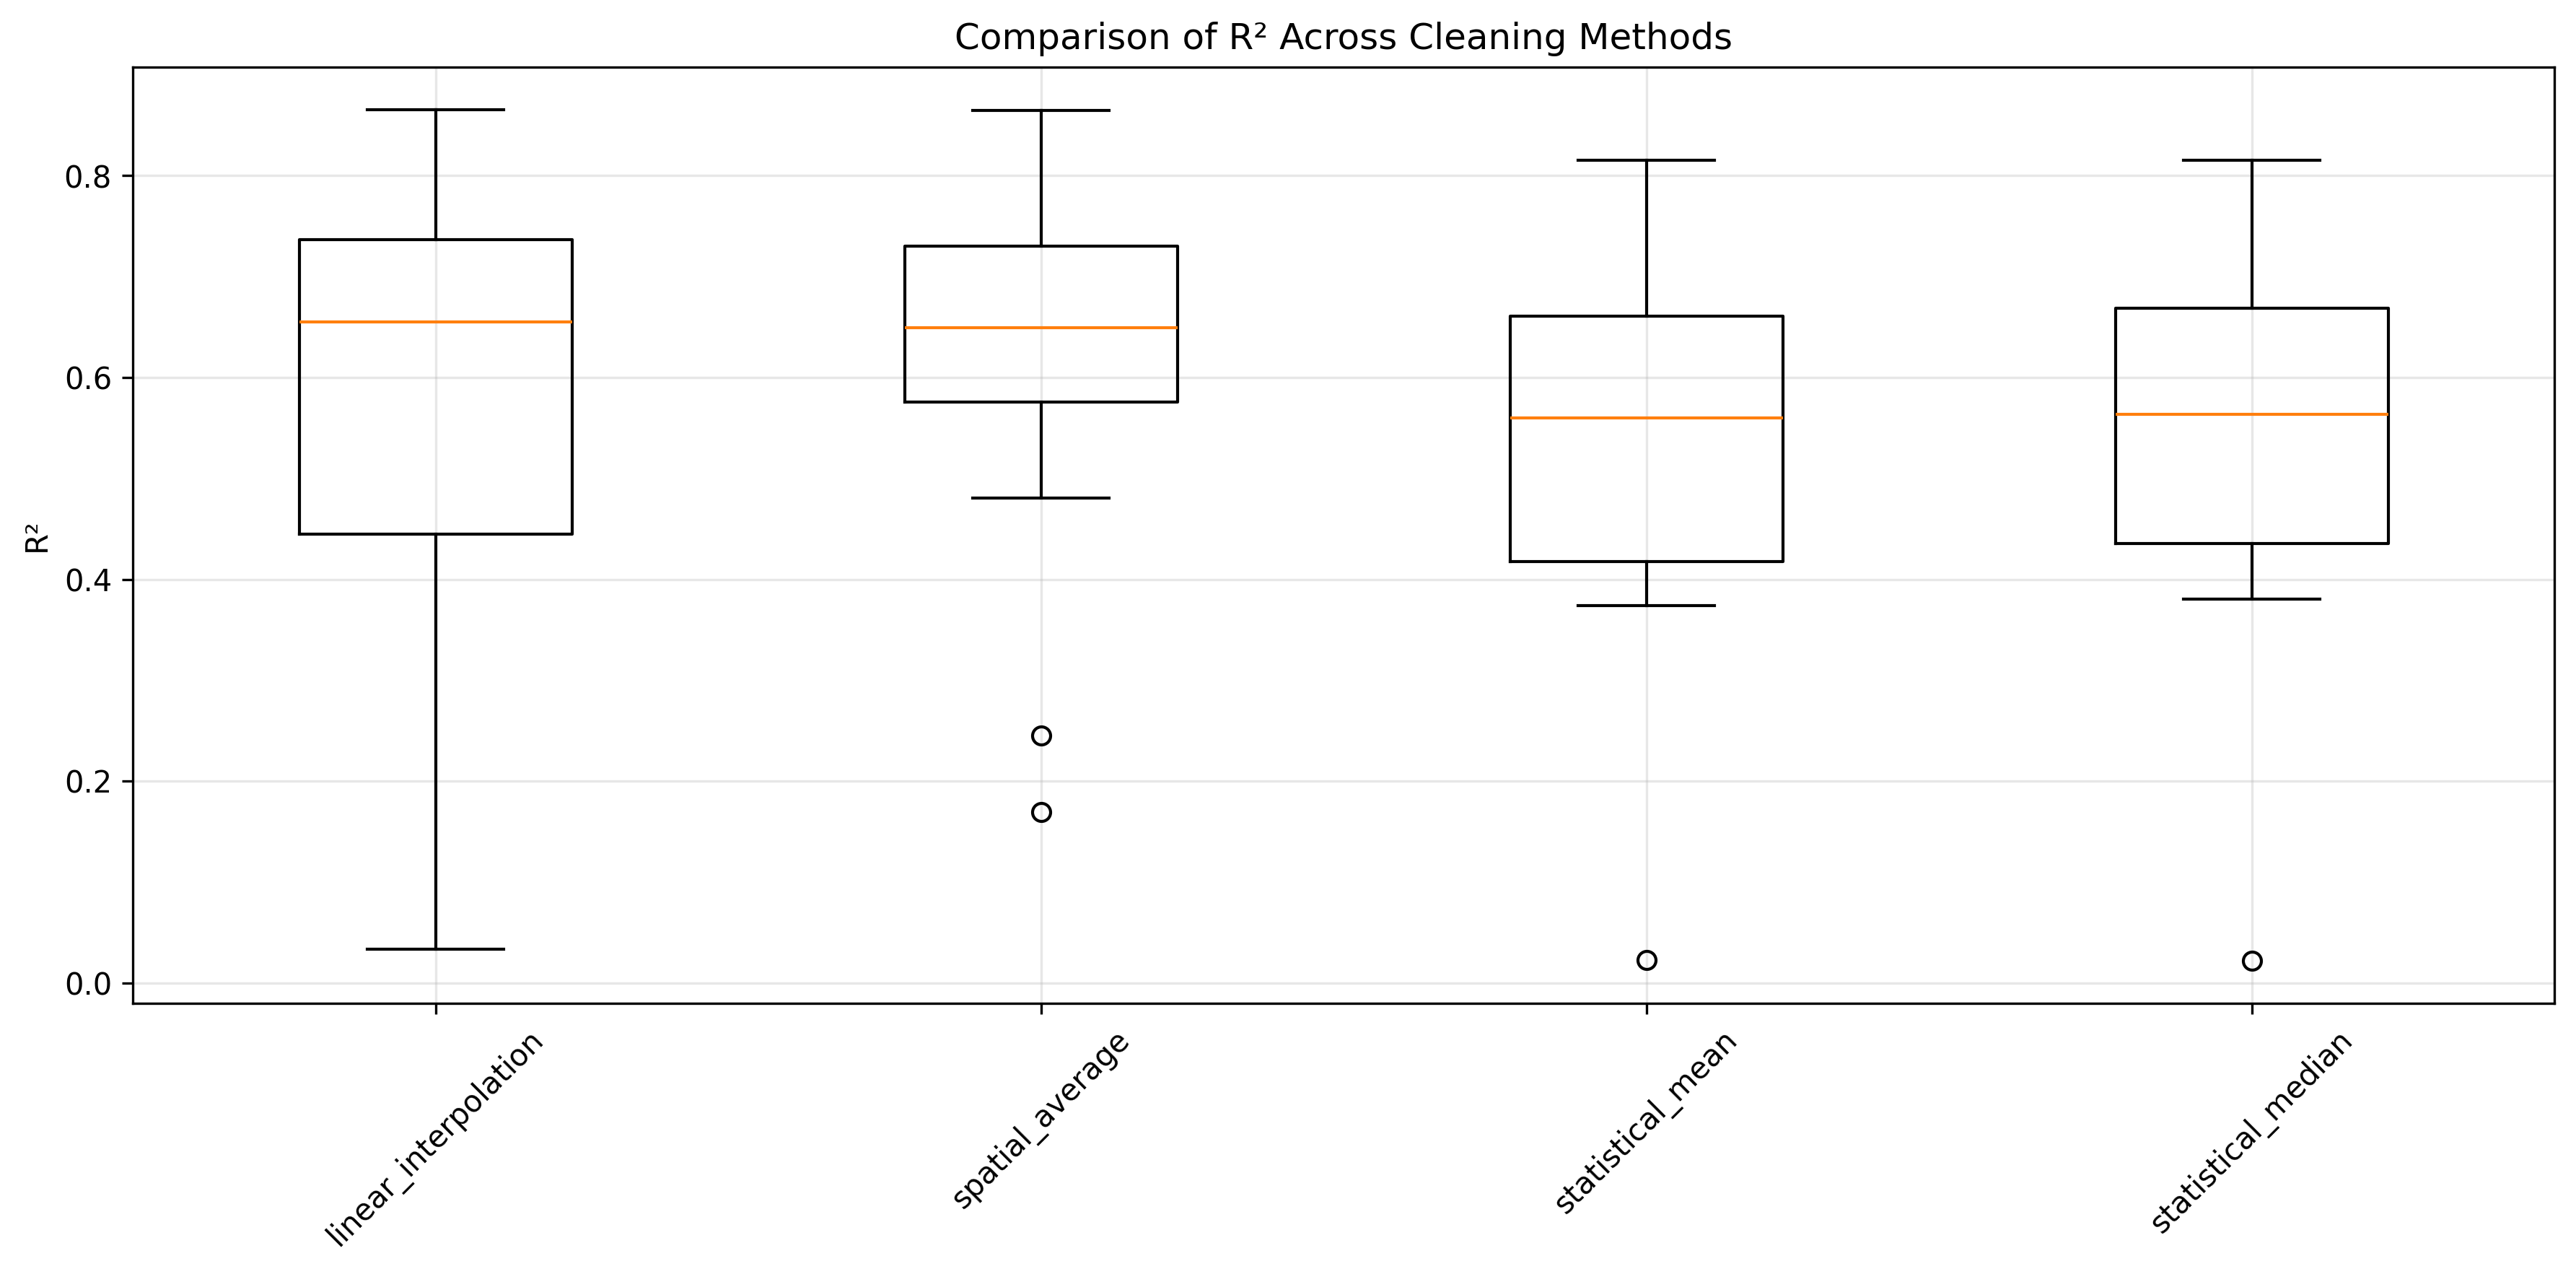 Comparison of R² Across Cleaning Methods
R²
0.8
0.6
0.4
0.2
0.0
linear_interpolation
spatial_average
statistical_mean
statistical_median